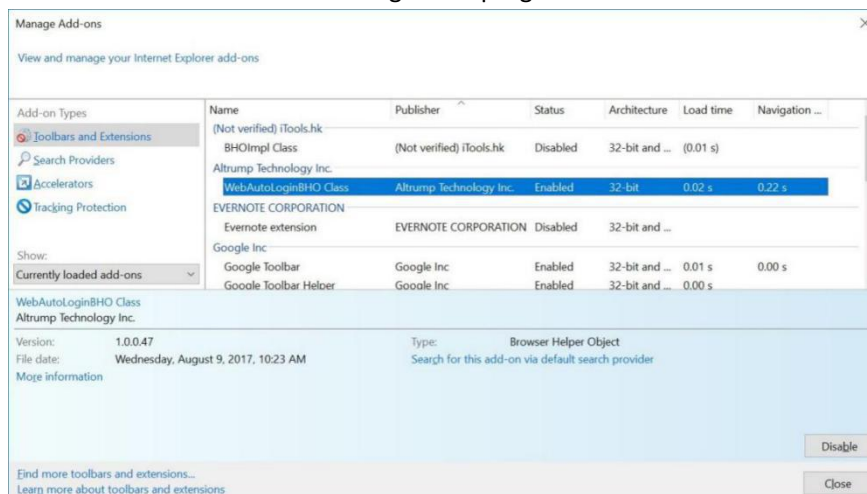 Manage Add-ons
View and manage your Internet Explorer add-ons
Add-on Types
Toolbars and Extensions
Search Providers
Accelerators
Tracking Protection
Show:
Currently loaded add-ons
Name Publisher Status Architecture Load time Navigation ...
(Not verified) iTools.hk
BHOImpl Class (Not verified) iTools.hk Disabled 32-bit and ... (0.01 s)
Altrump Technology Inc.
WebAutoLoginBHO Class Altrump Technology Inc. Enabled 32-bit 0.02 s 0.22 s
EVERNOTE CORPORATION
Evernote extension EVERNOTE CORPORATION Disabled 32-bit and ...
Google Inc
Google Toolbar Google Inc Enabled 32-bit and ... 0.01 s 0.00 s
Google Toolbar Helper Google Inc Enabled 32-bit and ... 0.00 s
WebAutoLoginBHO Class
Altrump Technology Inc.
Version: 1.0.0.47 Type: Browser Helper Object
File date: Wednesday, August 9, 2017, 10:23 AM Search for this add-on via default search provider
More information
Disable
Find more toolbars and extensions...
Learn more about toolbars and extensions
Close